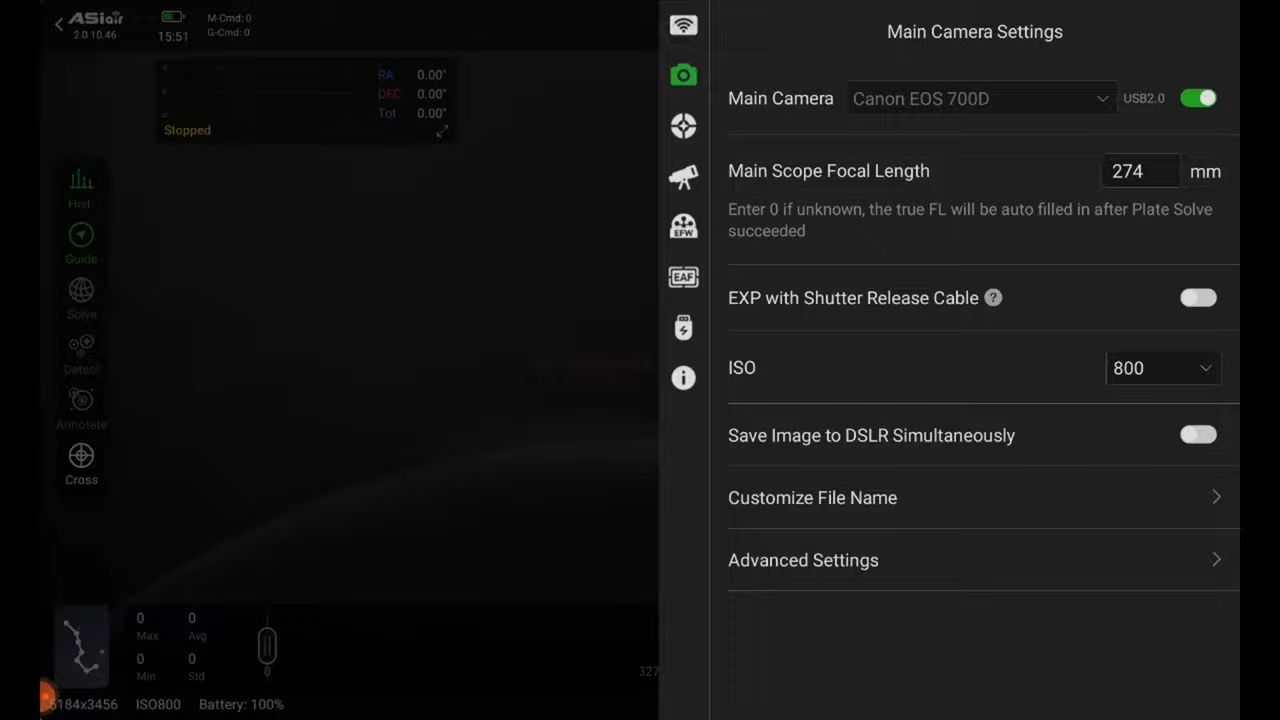 ASiair
2.0 10.46
15:51
M-Cmd: 0
G-Cmd: 0
RA 0.00"
DEC 0.00"
Tot 0.00"
Stopped
Hist
Guide
Solve
Detect
Annotate
Cross
0 0
Max Avg
0 0
Min Std
0
327
5184x3456 ISO800 Battery: 100%
EFW
EAF
Main Camera Settings
Main Camera Canon EOS 700D USB2.0
Main Scope Focal Length 274 mm
Enter 0 if unknown, the true FL will be auto filled in after Plate Solve
succeeded
EXP with Shutter Release Cable ?
ISO 800
Save Image to DSLR Simultaneously
Customize File Name
Advanced Settings